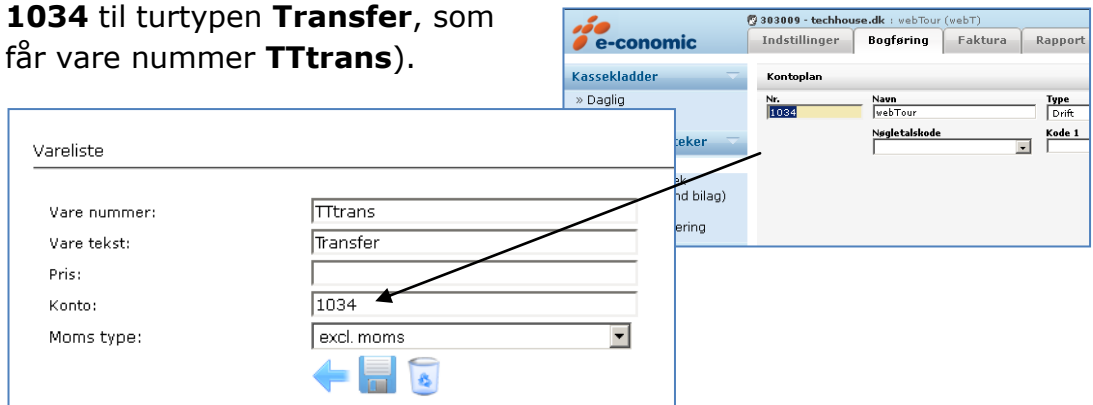 1034 til turtypen Transfer, som
får vare nummer TTtrans).
e-conomic
303009 - techhouse.dk : webTour (webT)
Indstillinger Bogføring Faktura Rapport
Kassekladder
» Daglig
Kontoplan
Nr. Navn Type
1034 webTour Drift
Nøgletalskode Kode 1
teker
nd bilag)
ering
Vareliste
Vare nummer: TTtrans
Vare tekst: Transfer
Pris:
Konto: 1034
Moms type: excl. moms